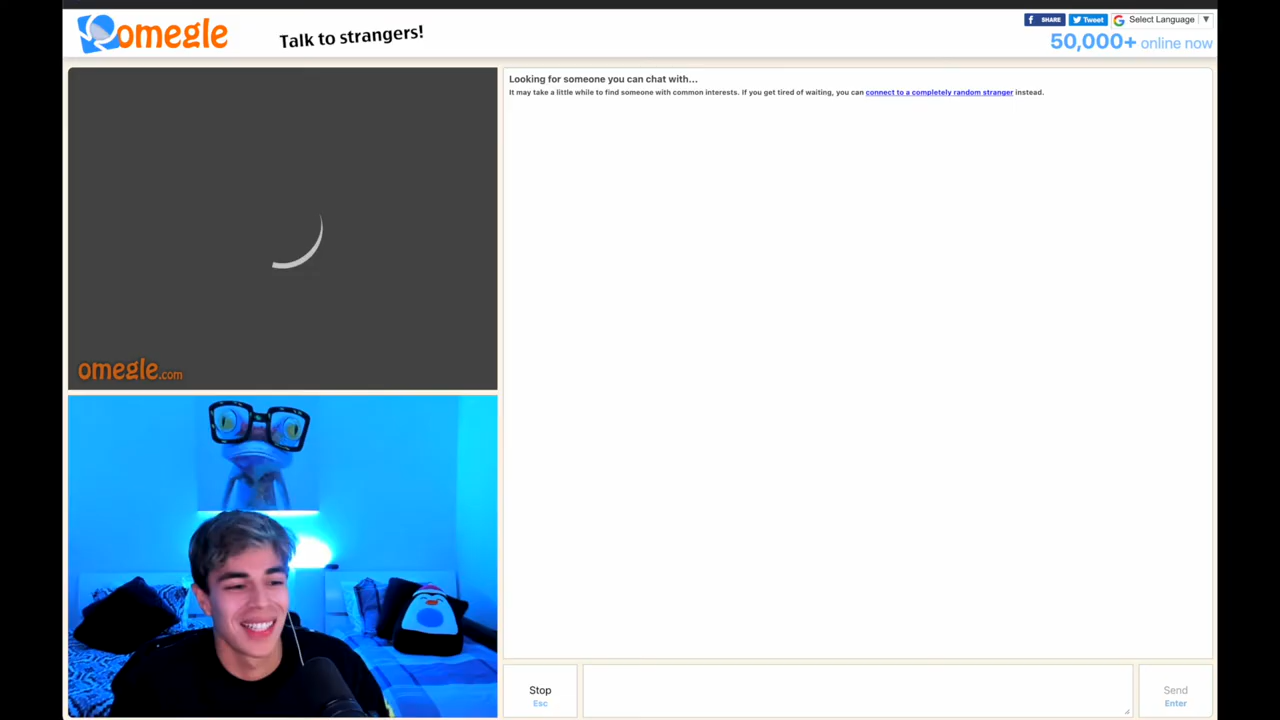 omegle
Talk to strangers!
SHARE
Tweet
Select Language ▼
50,000+ online now
Looking for someone you can chat with...
It may take a little while to find someone with common interests. If you get tired of waiting, you can connect to a completely random stranger instead.
omegle.com
Stop
Esc
Send
Enter